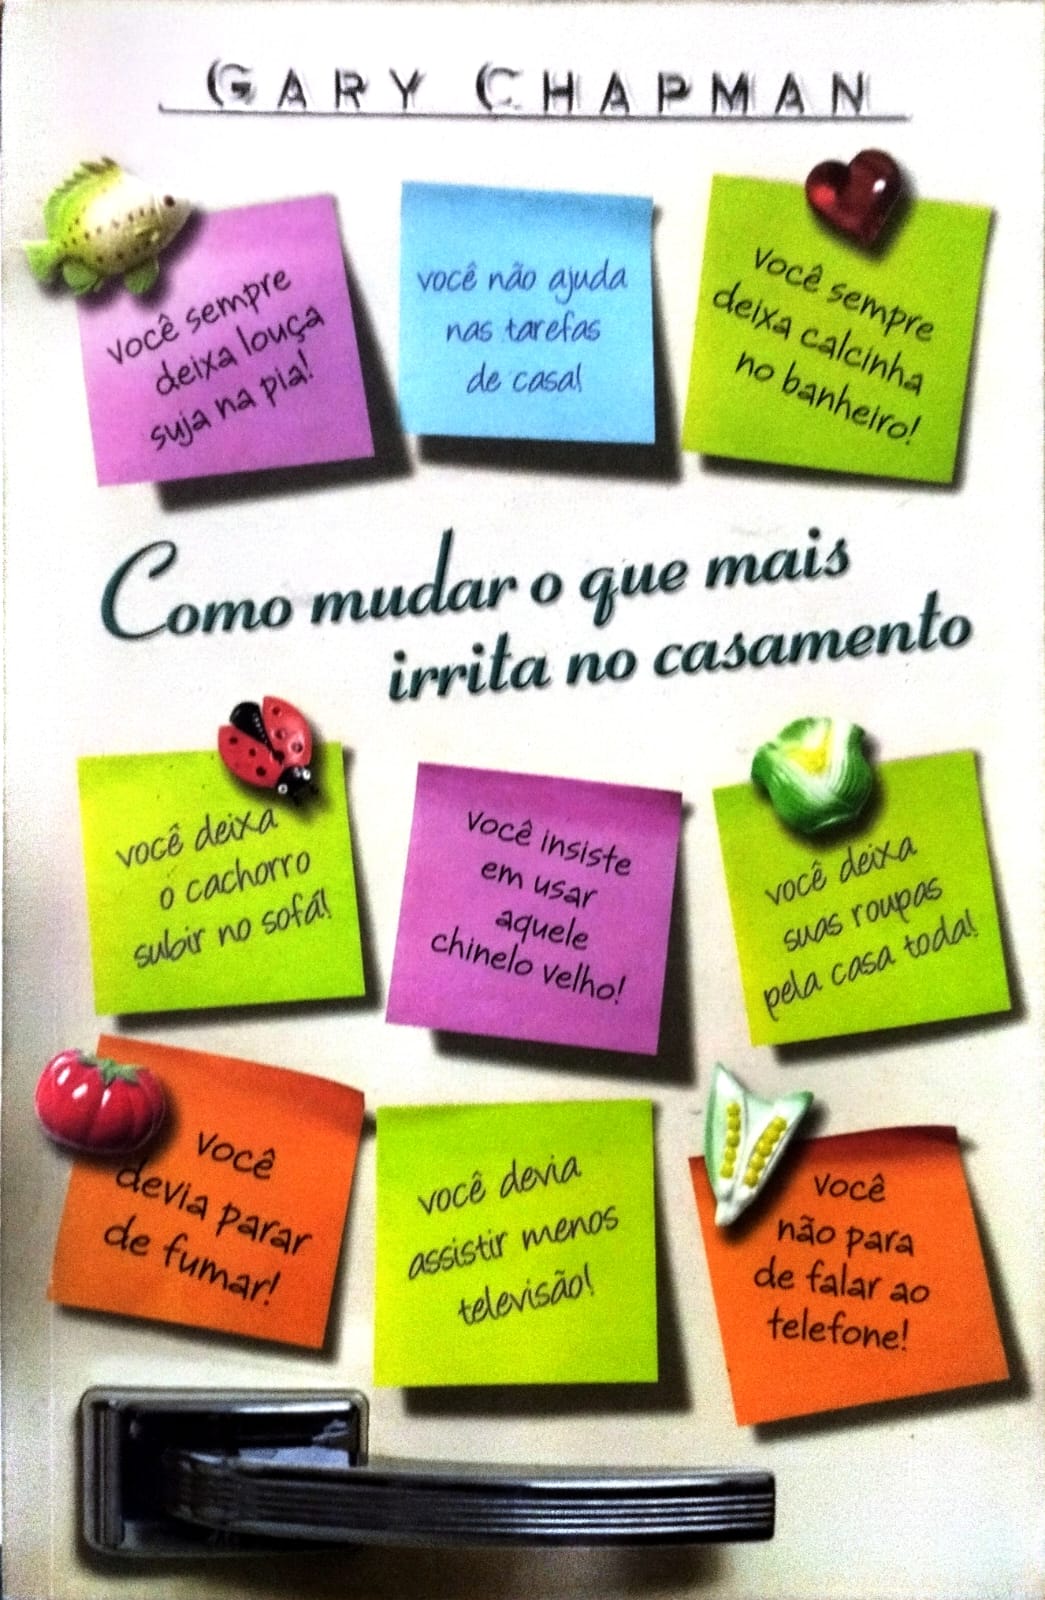 GARY CHAPMAN
você sempre
deixa louça
suja na pia!
você não ajuda
nas tarefas
de casa!
você sempre
deixa calcinha
no banheiro!
Como mudar o que mais
irrita no casamento
você deixa
o cachorro
subir no sofá!
você insiste
em usar
aquele
chinelo velho!
você deixa
suas roupas
pela casa toda!
você
devia parar
de fumar!
você devia
assistir menos
televisão!
você
não para
de falar ao
telefone!